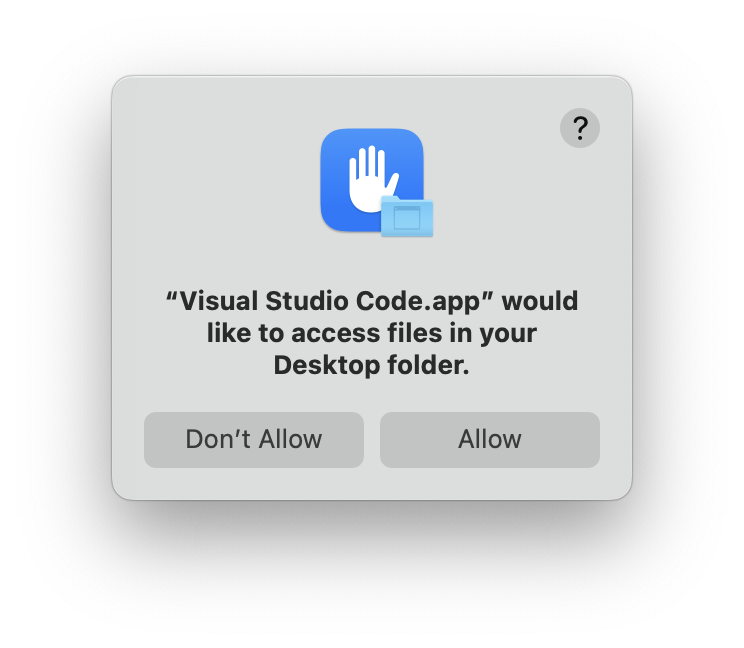 ?
“Visual Studio Code.app” would
like to access files in your
Desktop folder.
Don’t Allow
Allow